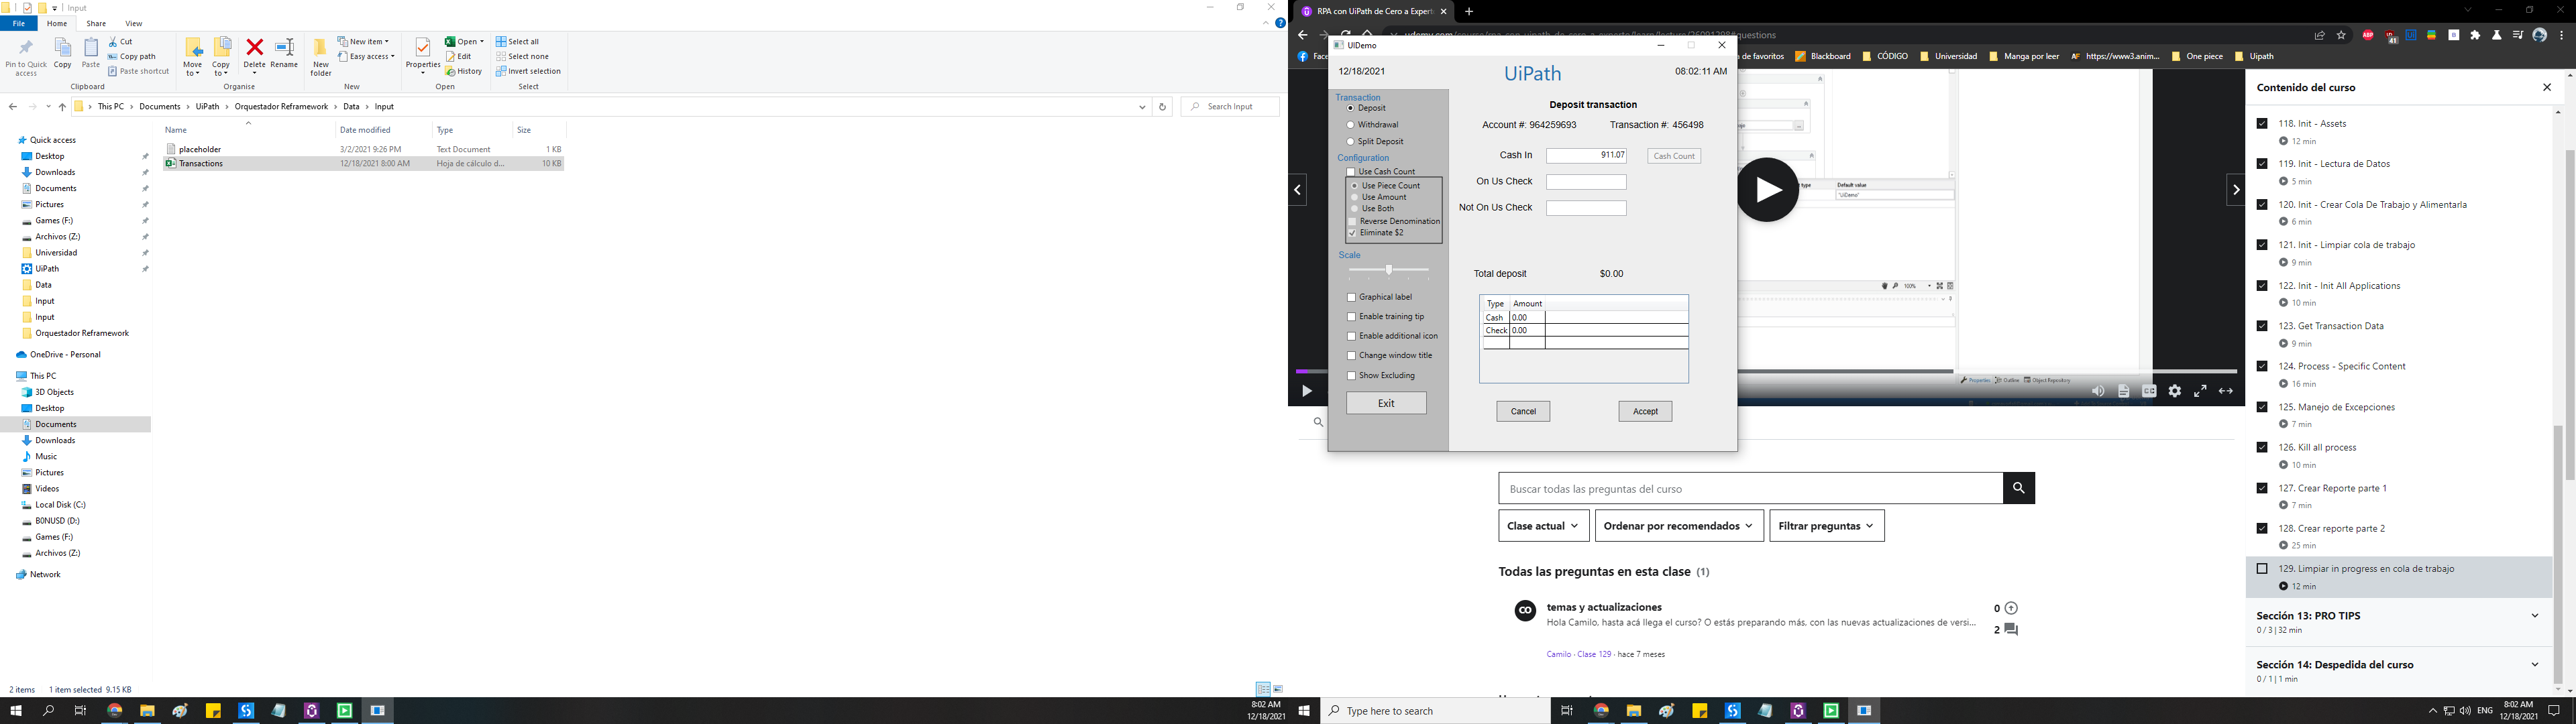 Input
File
Home
Share
View
Pin to Quick access
Copy
Paste
Cut
Copy path
Paste shortcut
Clipboard
Move to
Copy to
Delete
Rename
Organise
New folder
New item
Easy access
New
Properties
Open
Edit
History
Open
Select all
Select none
Invert selection
Select
This PC > Documents > UiPath > Orquestador Reframework > Data > Input
Search Input
Quick access
Desktop
Downloads
Documents
Pictures
Games (F:)
Archivos (Z:)
Universidad
UiPath
Data
Input
Input
Orquestador Reframework
OneDrive - Personal
This PC
3D Objects
Desktop
Documents
Downloads
Music
Pictures
Videos
Local Disk (C:)
B0NUSD (D:)
Games (F:)
Archivos (Z:)
Network
Name
Date modified
Type
Size
placeholder
3/2/2021 9:26 PM
Text Document
1 KB
Transactions
12/18/2021 8:00 AM
Hoja de cálculo d...
10 KB
2 items
1 item selected 9.15 KB
8:02 AM
12/18/2021
RPA con UiPath de Cero a Expert
Face
a de favoritos
Blackboard
CÓDIGO
Universidad
Manga por leer
https://www3.anim...
One piece
Uipath
UIDemo
12/18/2021
UiPath
08:02:11 AM
Transaction
Deposit
Withdrawal
Split Deposit
Configuration
Use Cash Count
Use Piece Count
Use Amount
Use Both
Reverse Denomination
Eliminate $2
Scale
Graphical label
Enable training tip
Enable additional icon
Change window title
Show Excluding
Exit
Deposit transaction
Account #: 964259693
Transaction #: 456498
Cash In
911.07
Cash Count
On Us Check
Not On Us Check
Total deposit
$0.00
Type Amount
Cash 0.00
Check 0.00
Cancel
Accept
Default value
"UiDemo"
100%
Properties
Outline
Object Repository
Buscar todas las preguntas del curso
Clase actual
Ordenar por recomendados
Filtrar preguntas
Todas las preguntas en esta clase (1)
CO
temas y actualizaciones
0
Hola Camilo, hasta acá llega el curso? O estás preparando más, con las nuevas actualizaciones de versi...
2
Camilo · Clase 129 · hace 7 meses
Contenido del curso
118. Init - Assets
12 min
119. Init - Lectura de Datos
5 min
120. Init - Crear Cola De Trabajo y Alimentarla
6 min
121. Init - Limpiar cola de trabajo
9 min
122. Init - Init All Applications
10 min
123. Get Transaction Data
9 min
124. Process - Specific Content
16 min
125. Manejo de Excepciones
7 min
126. Kill all process
10 min
127. Crear Reporte parte 1
7 min
128. Crear reporte parte 2
25 min
129. Limpiar in progress en cola de trabajo
12 min
Sección 13: PRO TIPS
0 / 3 | 32 min
Sección 14: Despedida del curso
0 / 1 | 1 min
Type here to search
ENG
8:02 AM
12/18/2021